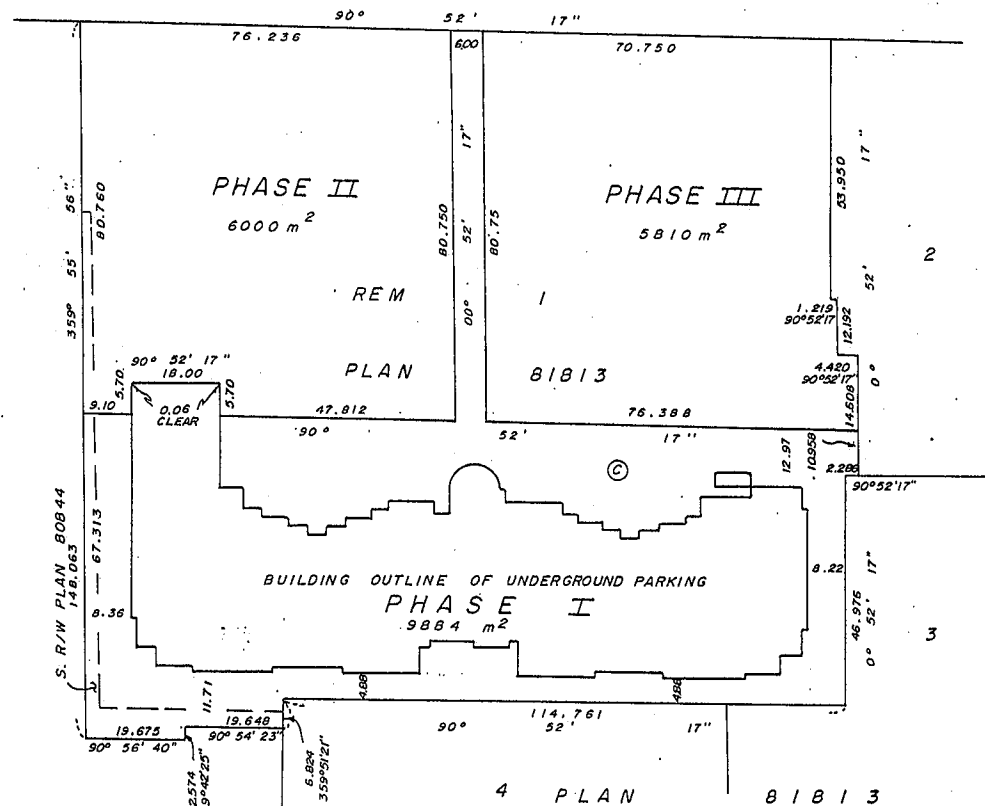 90° 52' 17"
76.236 6.00 70.750
PHASE II
6000 m²
PHASE III
5810 m²
359° 55' 56"
80.760
80.750
00° 52' 17"
80.75
53.950
0° 52' 17"
2
REM 1
PLAN 81813
1.219
90°52'17
12.192
4.420
90°52'17"
14.608
90° 52' 17"
18.00
5.70
5.70
0.06
CLEAR
9.10
47.812
76.388
90° 52' 17"
C
12.97
10.958
2.286
90°52'17"
S. R/W PLAN 80844
148.063
67.313
8.36
BUILDING OUTLINE OF UNDERGROUND PARKING
PHASE I
9884 m²
8.22
46.976
0° 52' 17"
3
11.71
4.88
4.88
19.675
90° 56' 40"
19.648
90° 54' 23"
114.761
90° 52' 17"
2.574
9°42'25"
6.824
359°51'21"
4 PLAN 81813